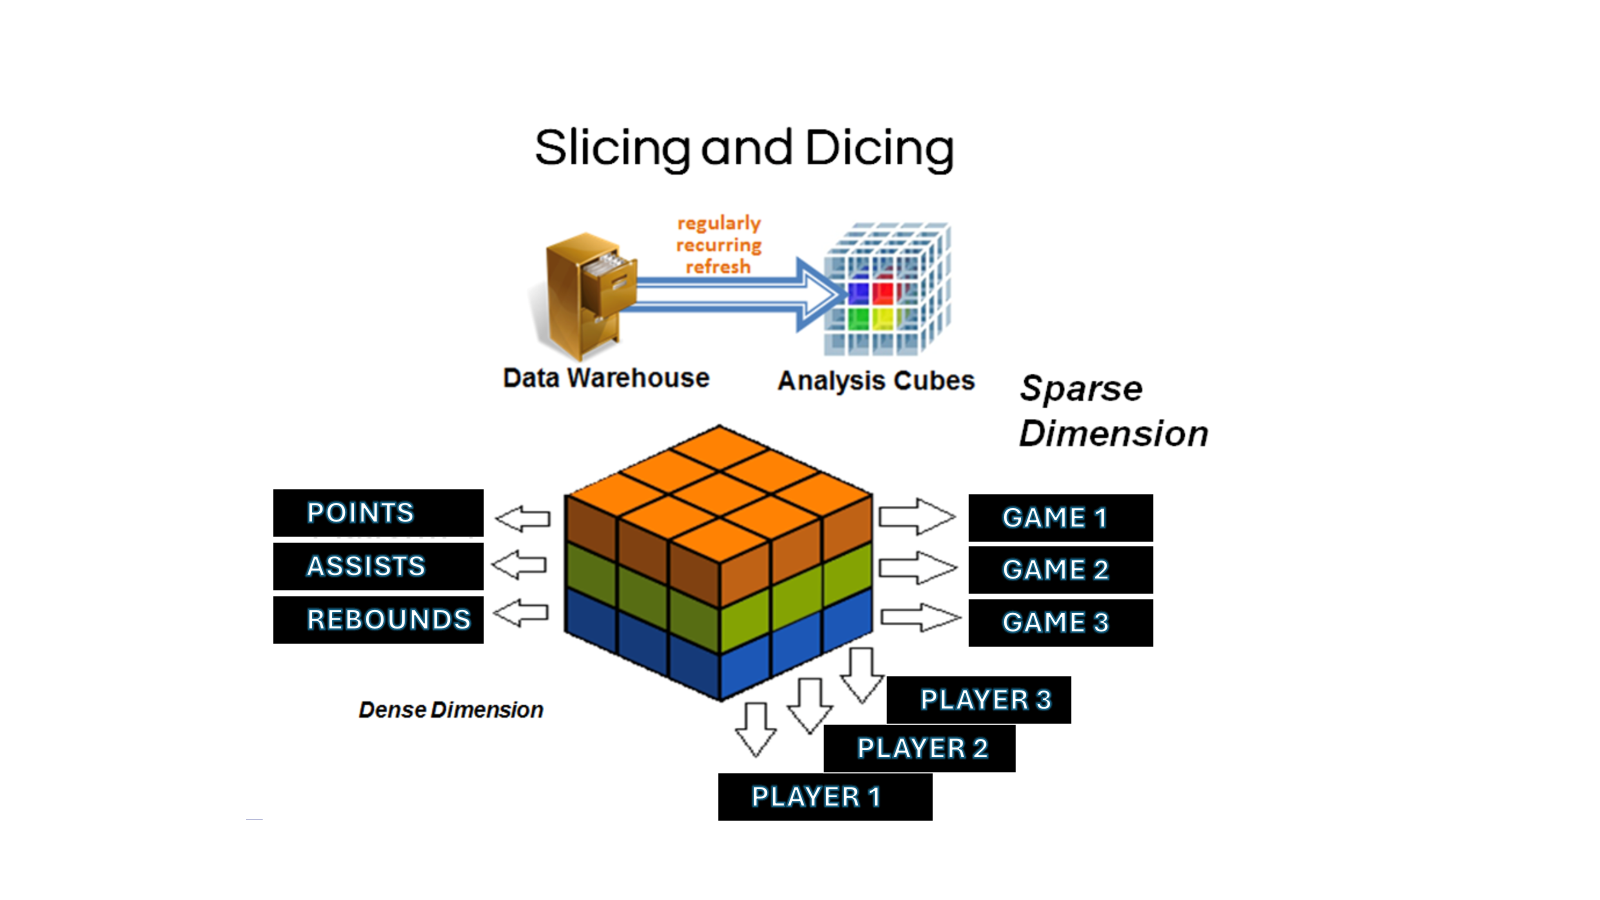 Slicing and Dicing
regularly
recurring
refresh
Data Warehouse
Analysis Cubes
Sparse
Dimension
POINTS
ASSISTS
REBOUNDS
GAME 1
GAME 2
GAME 3
Dense Dimension
PLAYER 3
PLAYER 2
PLAYER 1